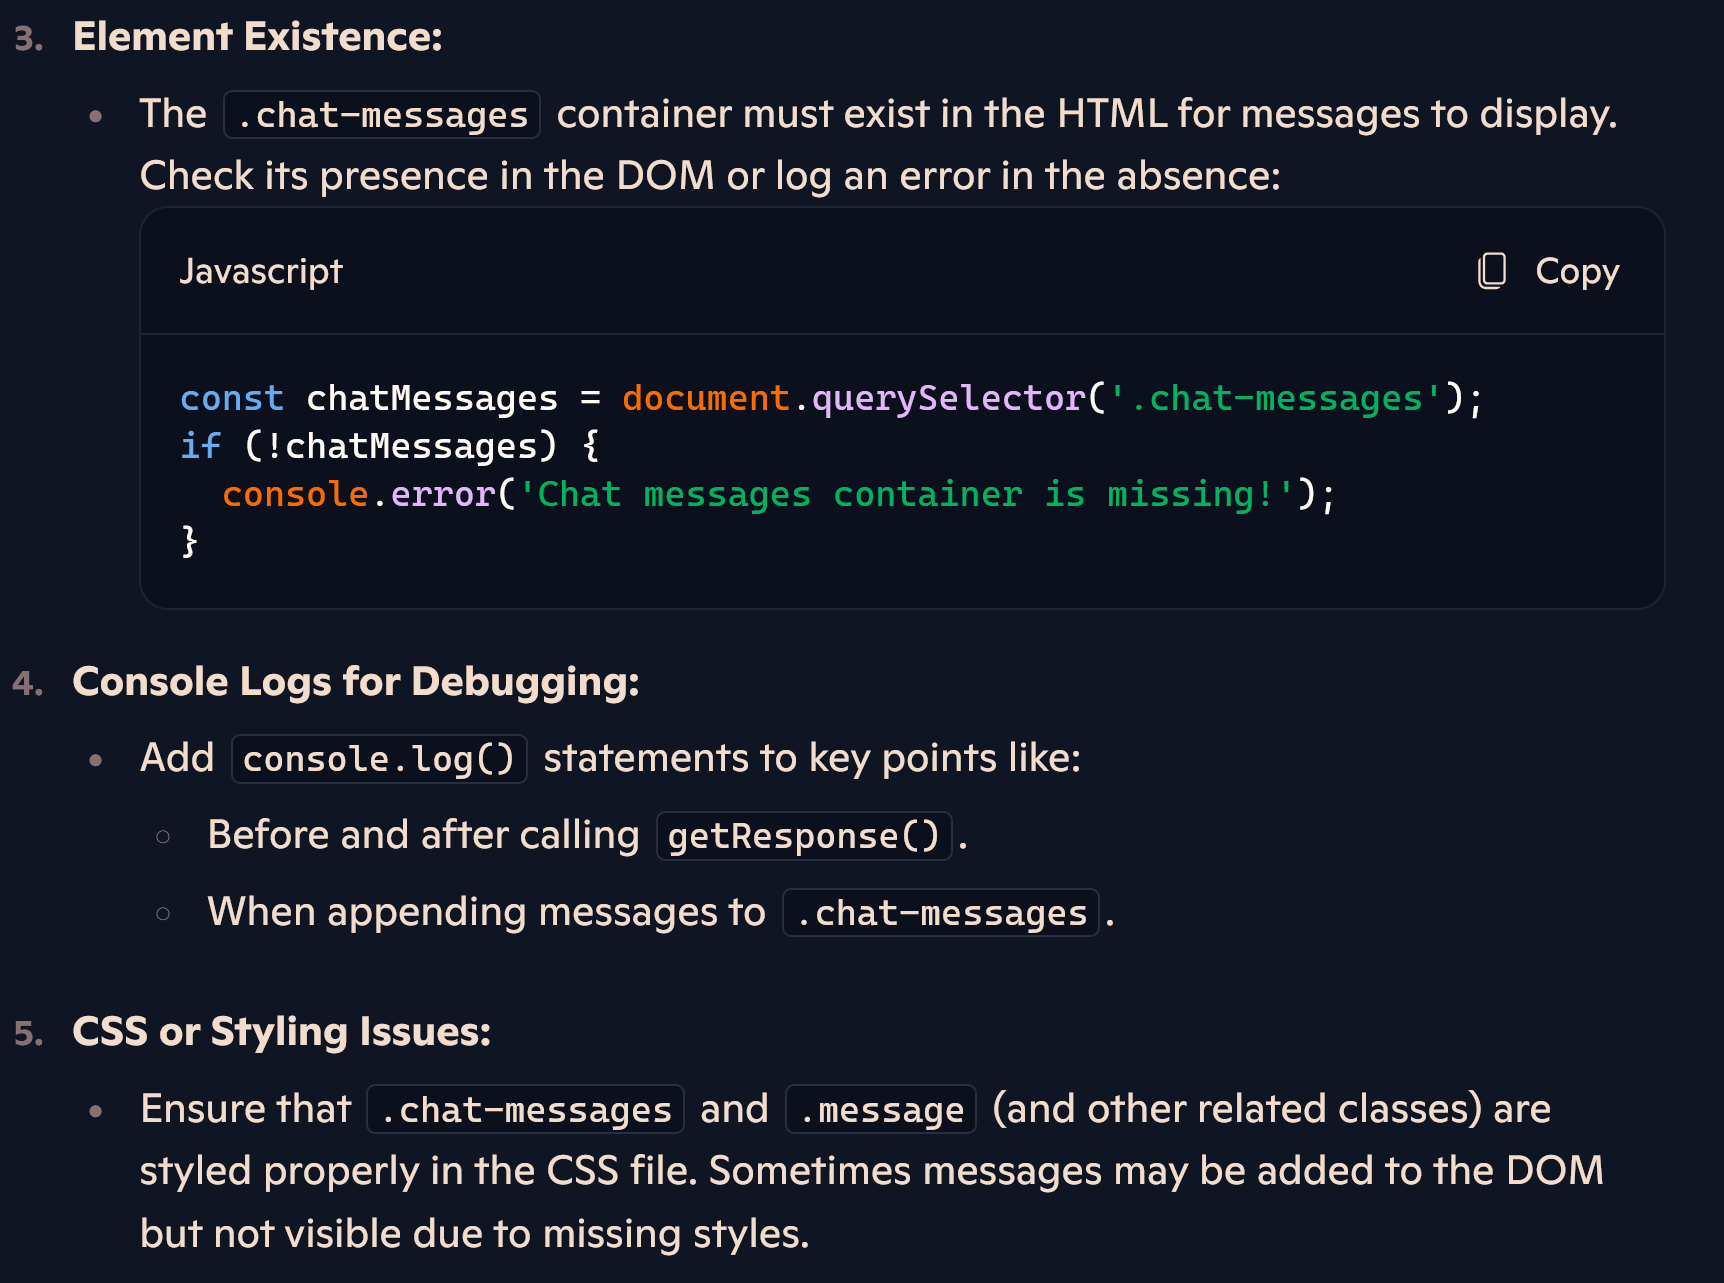 3. Element Existence:
• The .chat-messages container must exist in the HTML for messages to display.
Check its presence in the DOM or log an error in the absence:
Javascript Copy
const chatMessages = document.querySelector('.chat-messages');
if (!chatMessages) {
  console.error('Chat messages container is missing!');
}
4. Console Logs for Debugging:
• Add console.log() statements to key points like:
○ Before and after calling getResponse().
○ When appending messages to .chat-messages.
5. CSS or Styling Issues:
• Ensure that .chat-messages and .message (and other related classes) are
styled properly in the CSS file. Sometimes messages may be added to the DOM
but not visible due to missing styles.